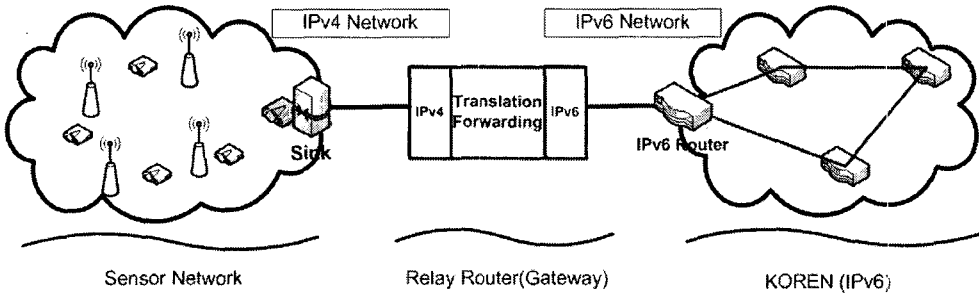 IPv4 Network
IPv6 Network
IPv4
Translation
Forwarding
IPv6
Sink
IPv6 Router
Sensor Network
Relay Router(Gateway)
KOREN (IPv6)